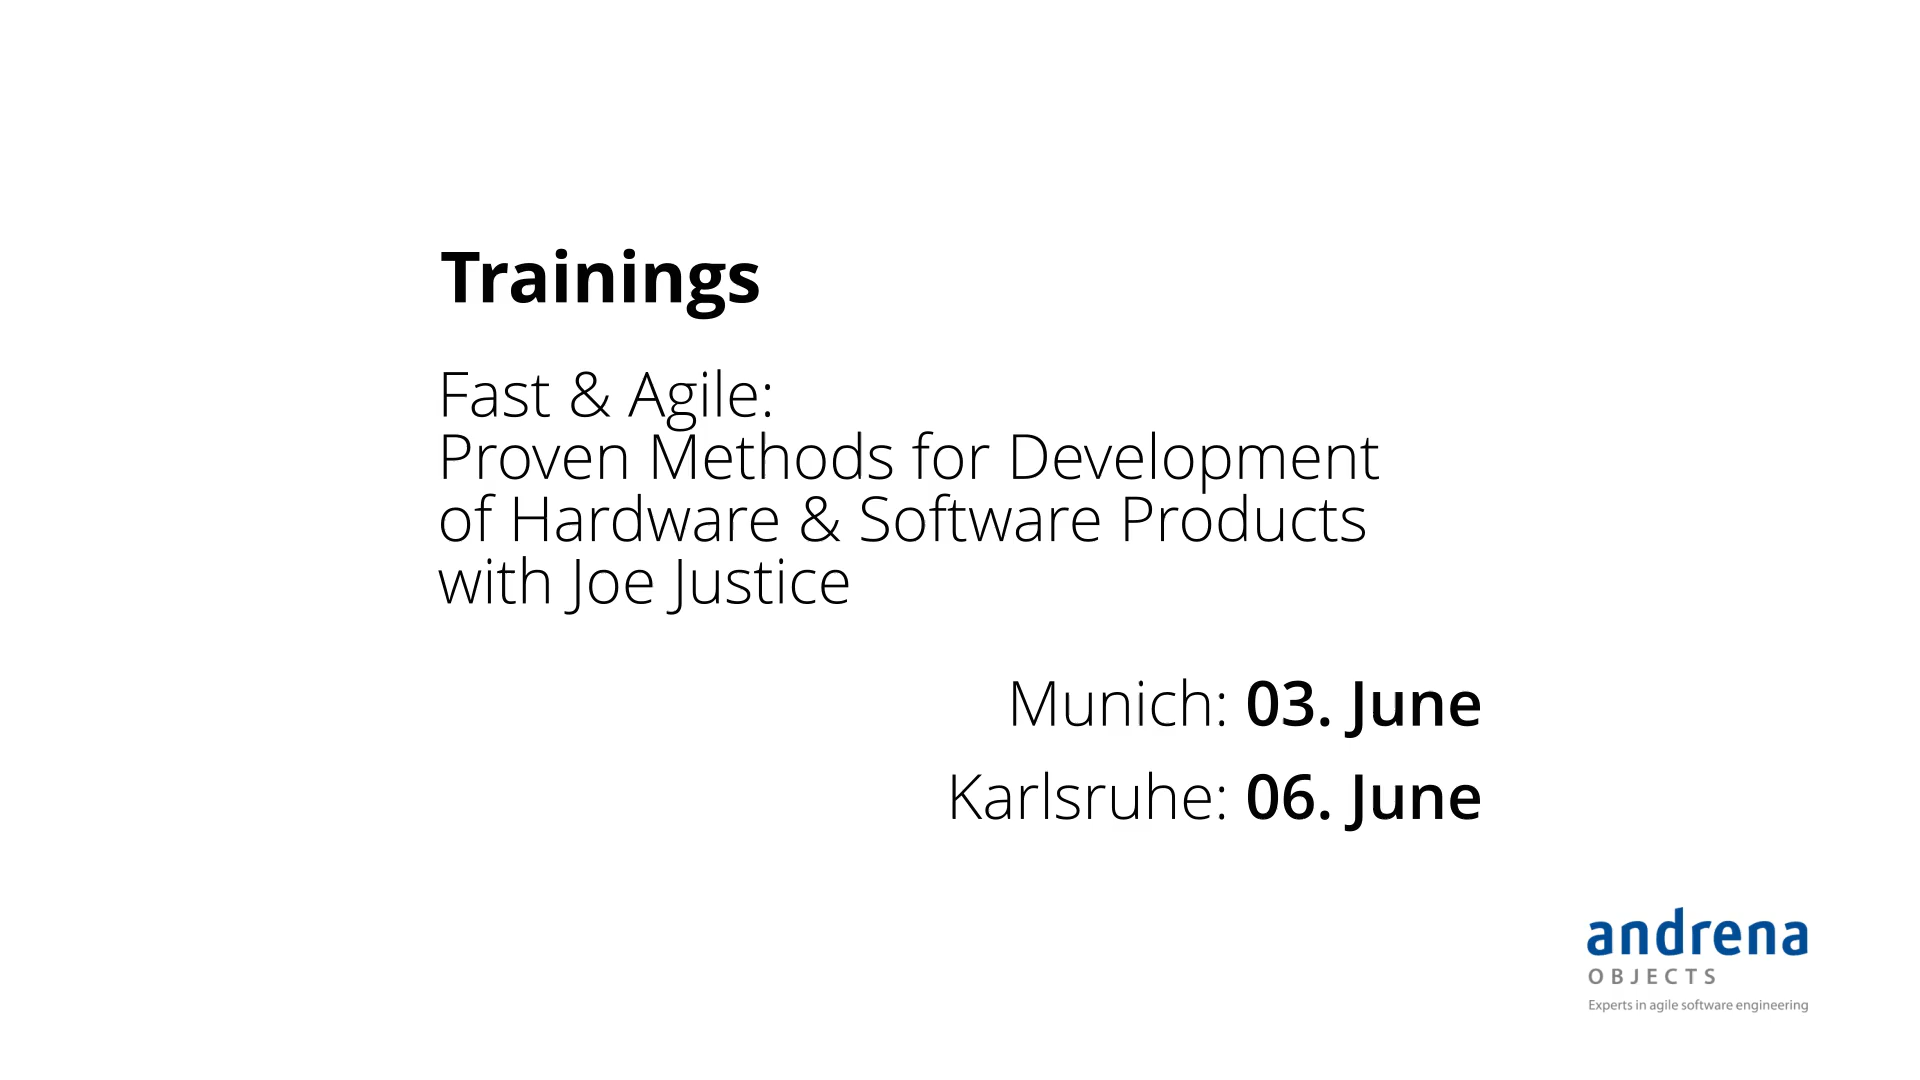 Trainings
Fast & Agile:
Proven Methods for Development
of Hardware & Software Products
with Joe Justice
Munich: 03. June
Karlsruhe: 06. June
andrena
OBJECTS
Experts in agile software engineering